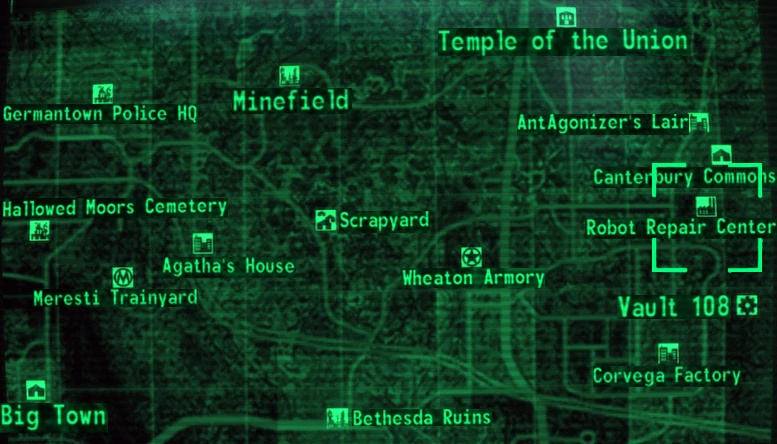 Temple of the Union
Minefield
Germantown Police HQ
AntAgonizer's Lair
Canterbury Commons
Hallowed Moors Cemetery
Scrapyard
Robot Repair Center
Agatha's House
Wheaton Armory
Meresti Trainyard
Vault 108
Corvega Factory
Big Town
Bethesda Ruins